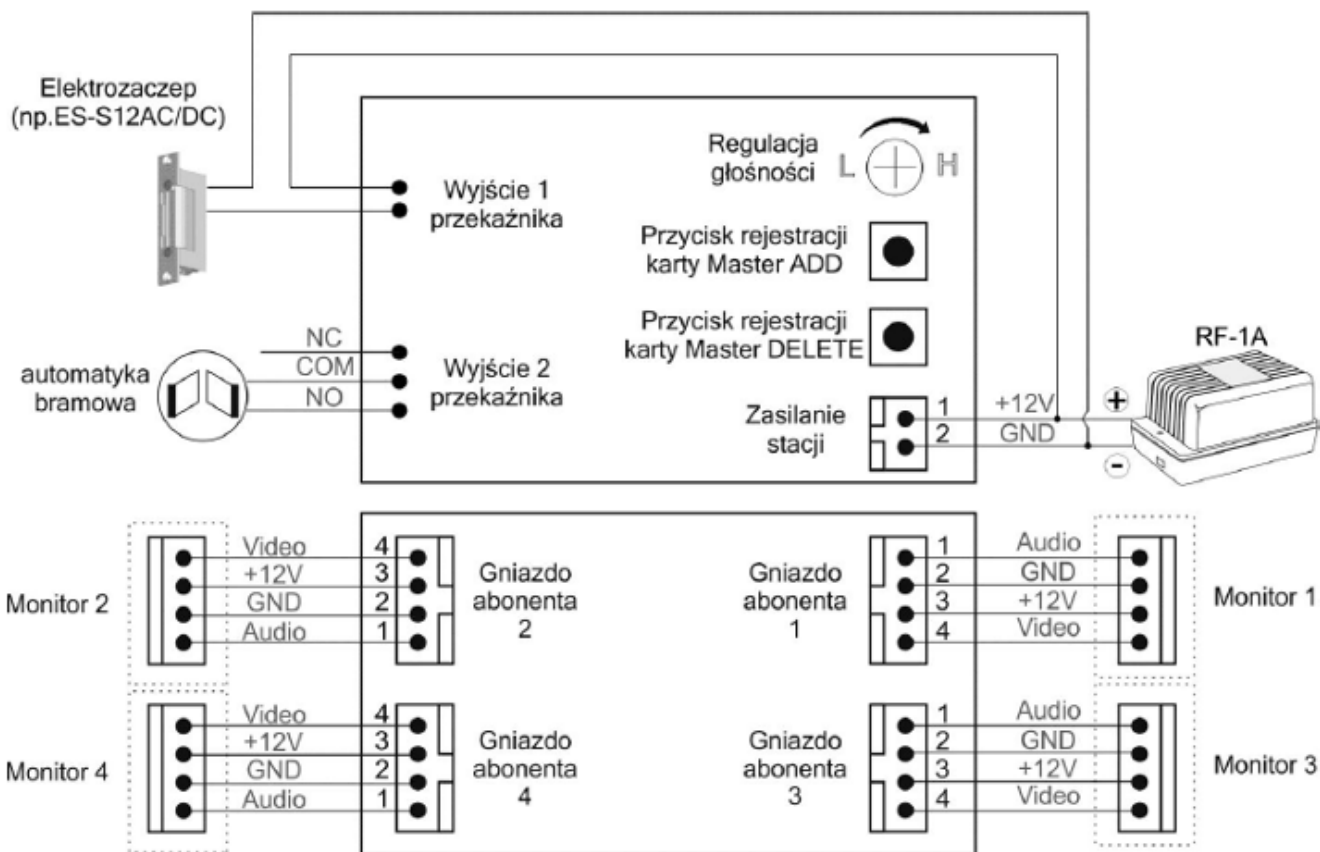 Elektrozaczep
(np.ES-S12AC/DC)
Wyjście 1
przekaźnika
Regulacja
głośności
L
H
Przycisk rejestracji
karty Master ADD
Przycisk rejestracji
karty Master DELETE
RF-1A
automatyka
bramowa
NC
COM
NO
Wyjście 2
przekaźnika
Zasilanie
stacji
1 +12V +
2 GND -
Monitor 2
Video 4
+12V 3
GND 2
Audio 1
Gniazdo
abonenta
2
Gniazdo
abonenta
1
1 Audio
2 GND
3 +12V
4 Video
Monitor 1
Monitor 4
Video 4
+12V 3
GND 2
Audio 1
Gniazdo
abonenta
4
Gniazdo
abonenta
3
1 Audio
2 GND
3 +12V
4 Video
Monitor 3